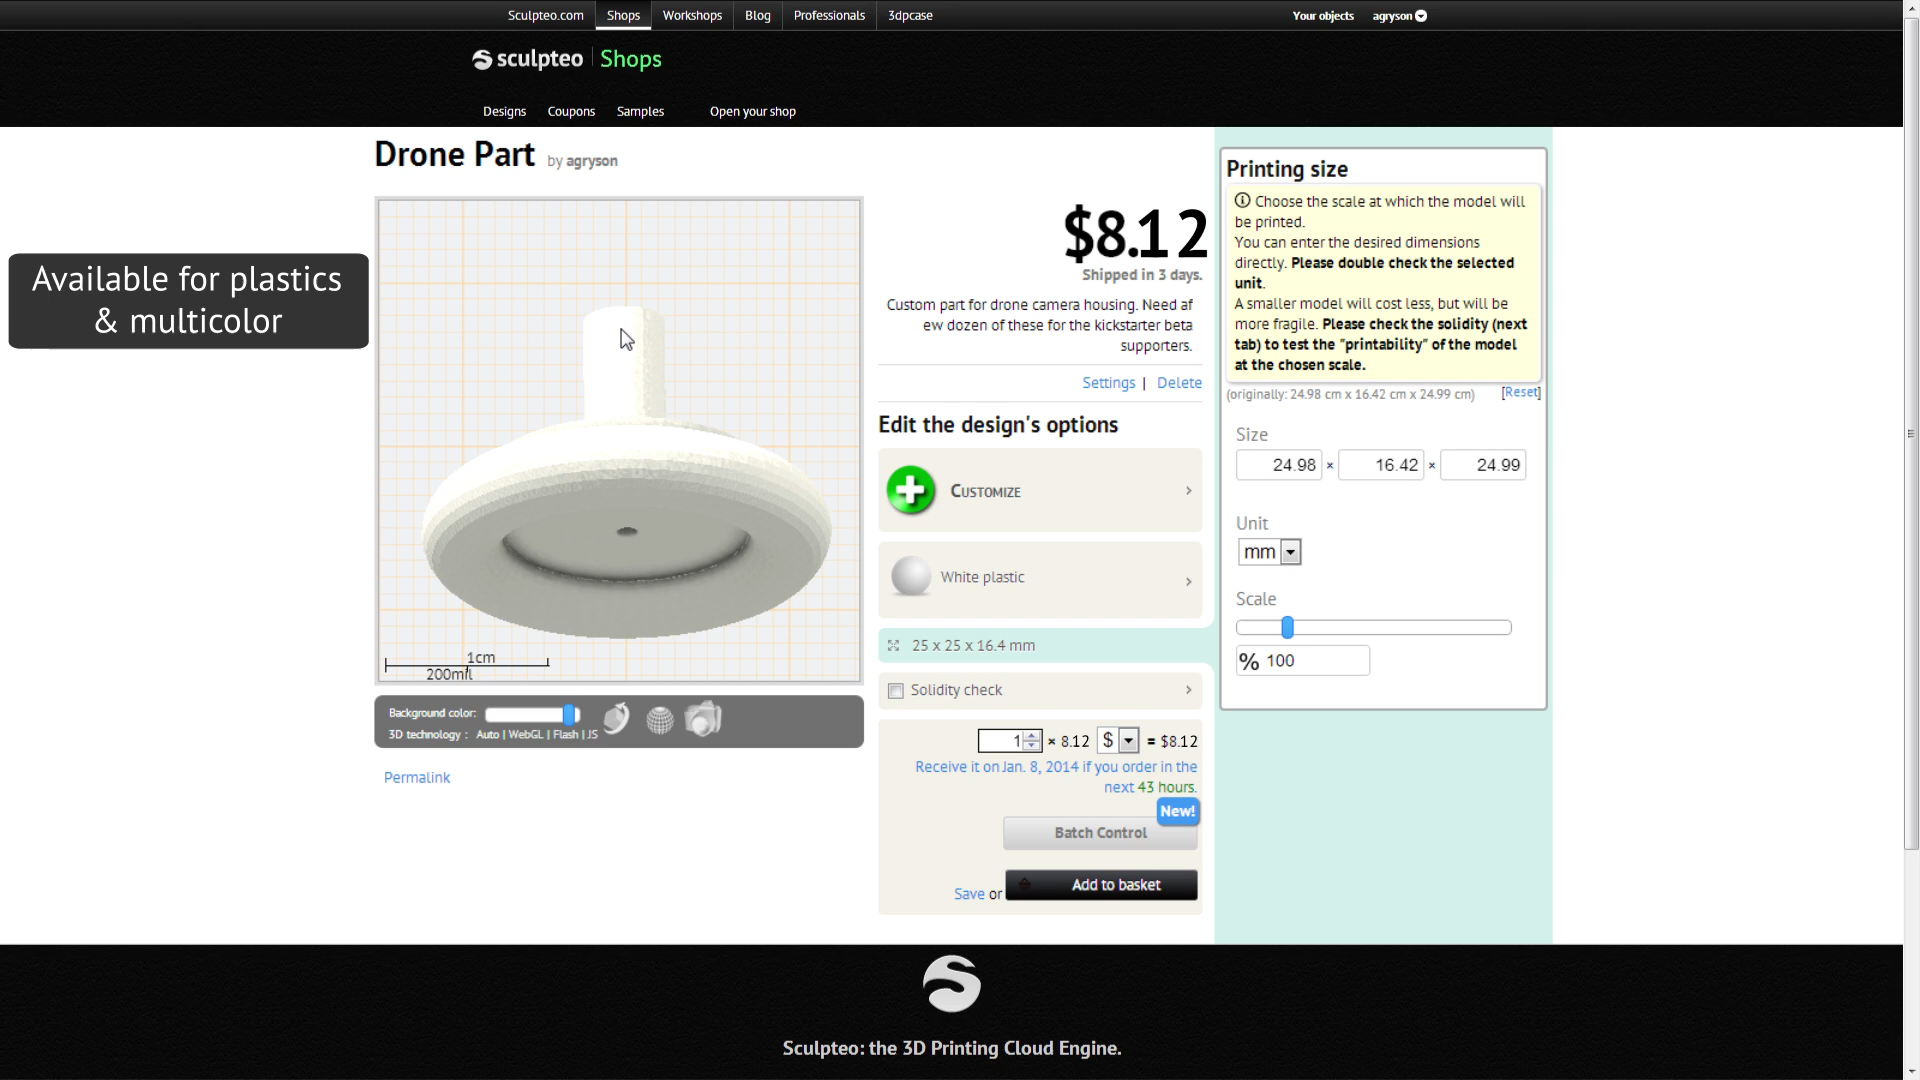 Sculpteo.com Shops Workshops Blog Professionals 3dpcase Your objects agryson
sculpteo Shops
Designs Coupons Samples Open your shop
Drone Part by agryson
Available for plastics
& multicolor
1cm
200mil
Background color:
3D technology : Auto | WebGL | Flash | JS
Permalink
$8.12
Shipped in 3 days.
Custom part for drone camera housing. Need af
ew dozen of these for the kickstarter beta
supporters.
Settings | Delete
Edit the design's options
Customize
White plastic
25 x 25 x 16.4 mm
Solidity check
1 × 8.12 $ = $8.12
Receive it on Jan. 8, 2014 if you order in the
next 43 hours.
New!
Batch Control
Save or Add to basket
Printing size
Choose the scale at which the model will
be printed.
You can enter the desired dimensions
directly. Please double check the selected
unit.
A smaller model will cost less, but will be
more fragile. Please check the solidity (next
tab) to test the "printability" of the model
at the chosen scale.
(originally: 24.98 cm x 16.42 cm x 24.99 cm) [Reset]
Size
24.98 × 16.42 × 24.99
Unit
mm
Scale
% 100
Sculpteo: the 3D Printing Cloud Engine.